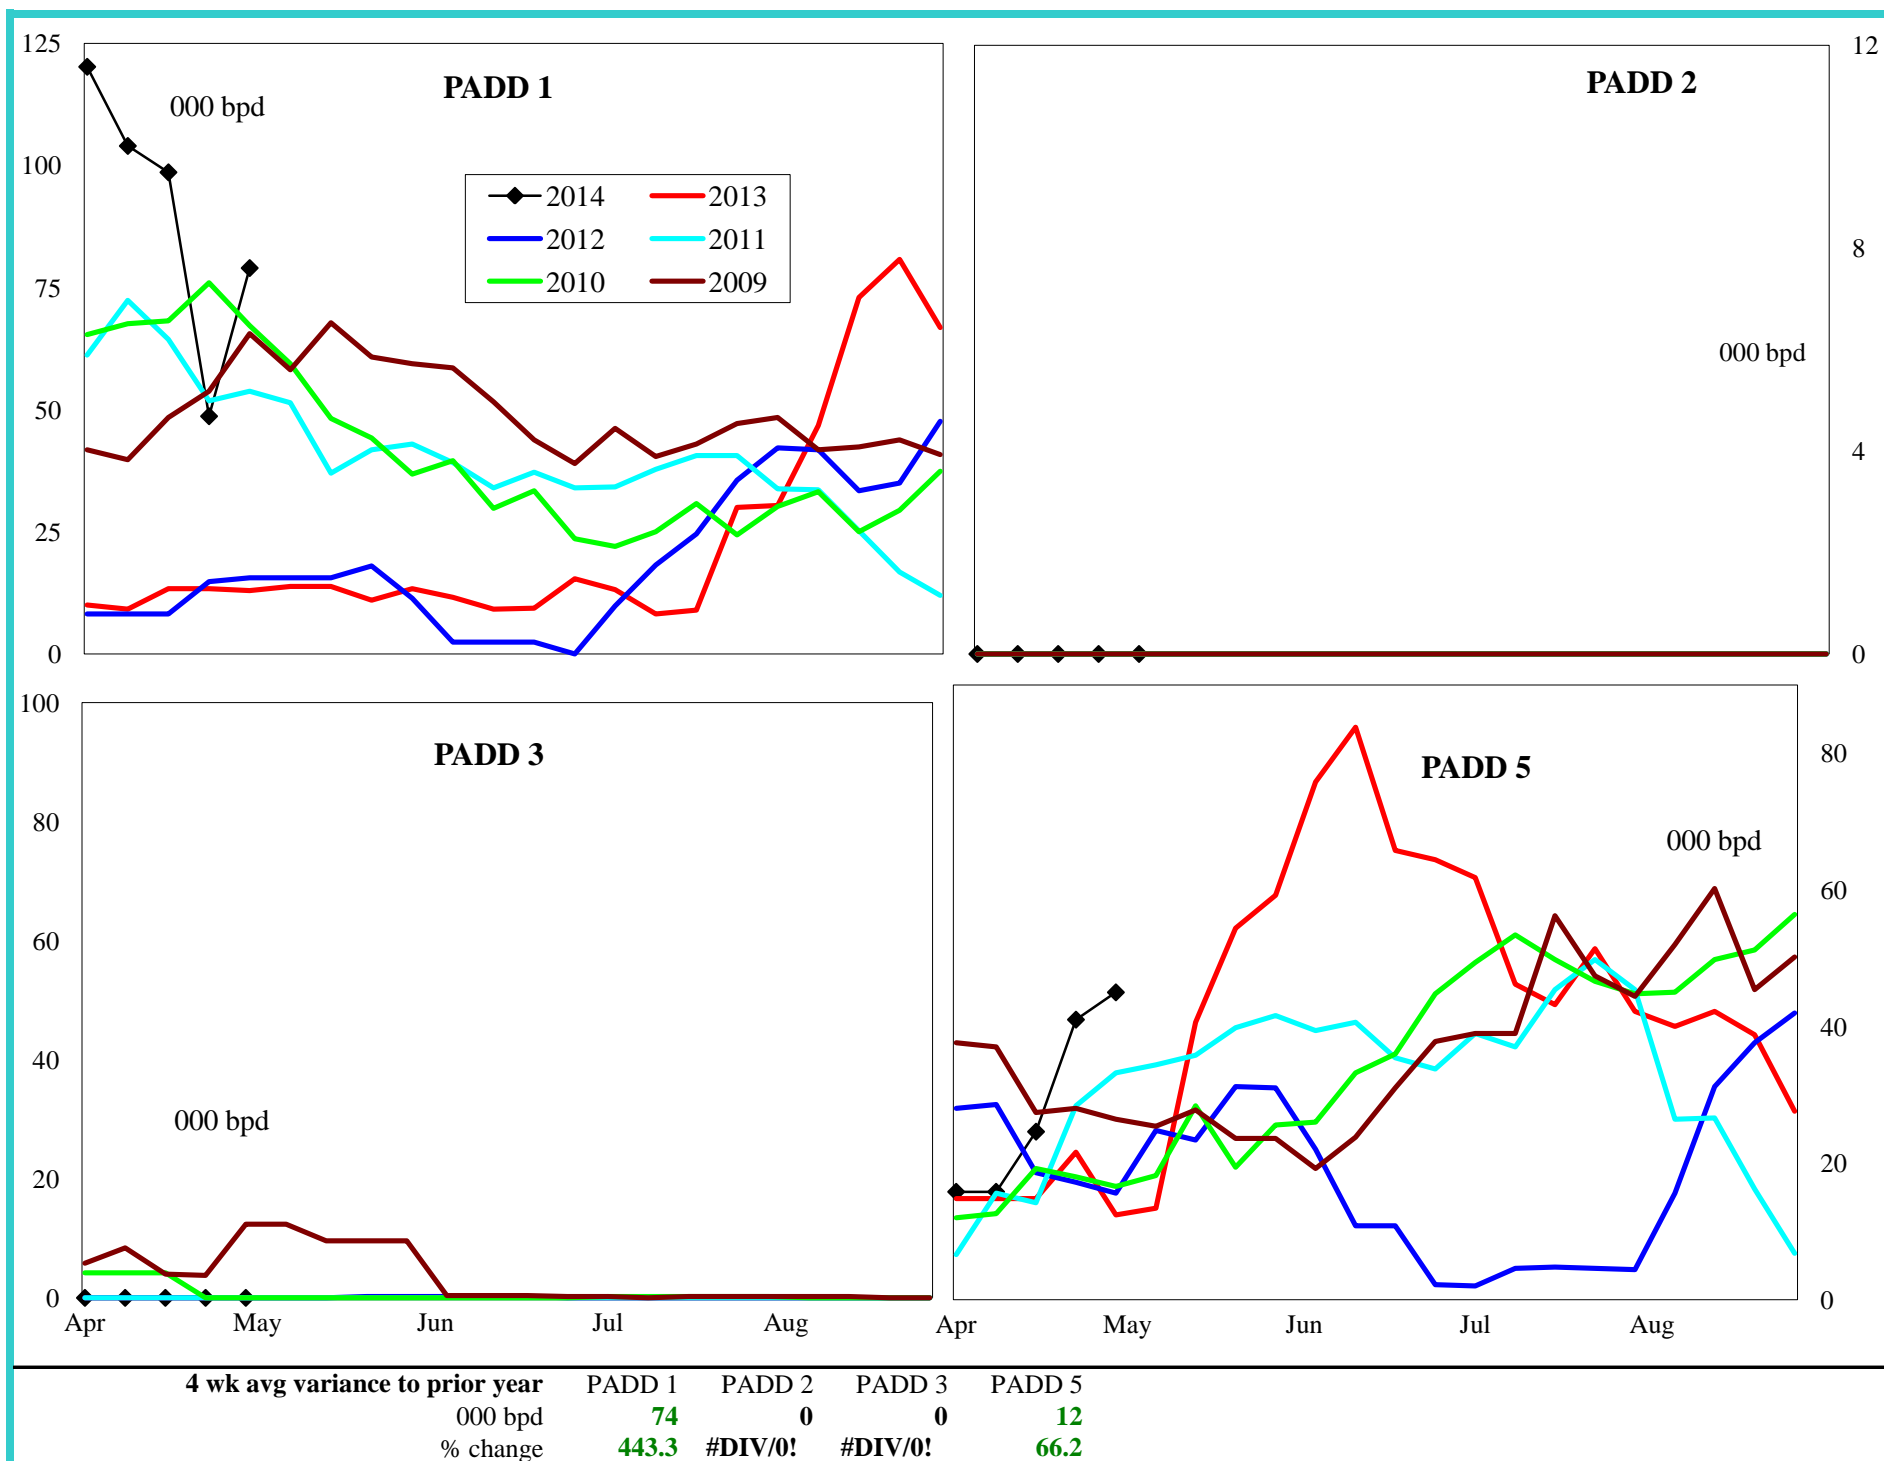 125
100
75
50
25
0
PADD 1
000 bpd
2014
2013
2012
2011
2010
2009
12
8
4
0
PADD 2
000 bpd
100
80
60
40
20
0
PADD 3
000 bpd
Apr May Jun Jul Aug
80
60
40
20
0
PADD 5
000 bpd
Apr May Jun Jul Aug
4 wk avg variance to prior year PADD 1 PADD 2 PADD 3 PADD 5
000 bpd 74 0 0 12
% change 443.3 #DIV/0! #DIV/0! 66.2